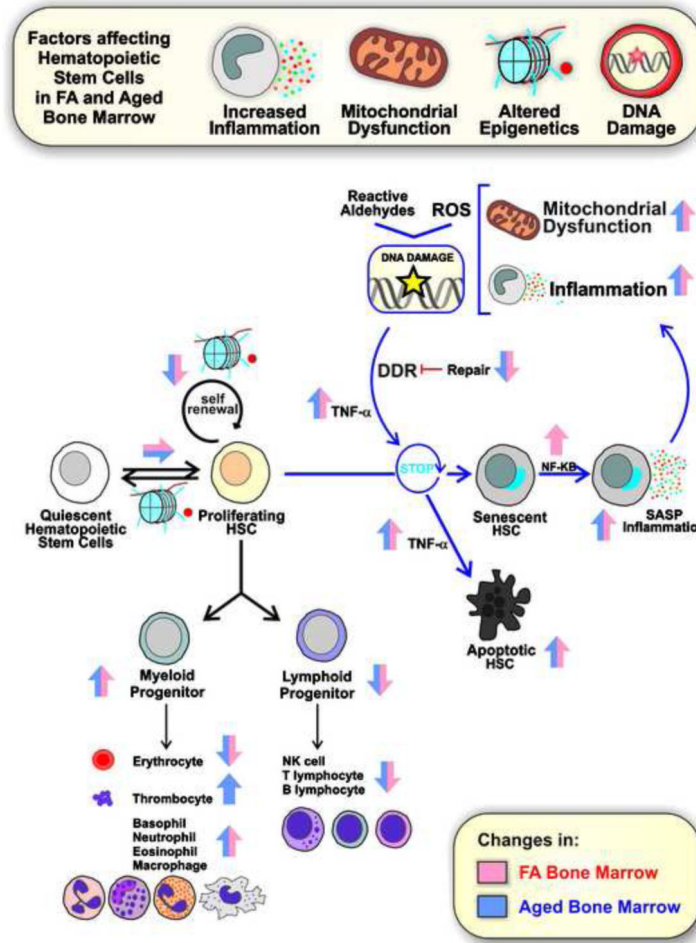 Factors affecting
Hematopoietic
Stem Cells
in FA and Aged
Bone Marrow
Increased
Inflammation
Mitochondrial
Dysfunction
Altered
Epigenetics
DNA
Damage
Reactive
Aldehydes
ROS
DNA DAMAGE
Mitochondrial
Dysfunction
Inflammation
DDR
Repair
TNF-α
self
renewal
Quiescent
Hematopoietic
Stem Cells
Proliferating
HSC
STOP
Senescent
HSC
NF-KB
SASP
Inflammatic
TNF-α
Apoptotic
HSC
Myeloid
Progenitor
Lymphoid
Progenitor
Erythrocyte
Thrombocyte
Basophil
Neutrophil
Eosinophil
Macrophage
NK cell
T lymphocyte
B lymphocyte
Changes in:
FA Bone Marrow
Aged Bone Marrow